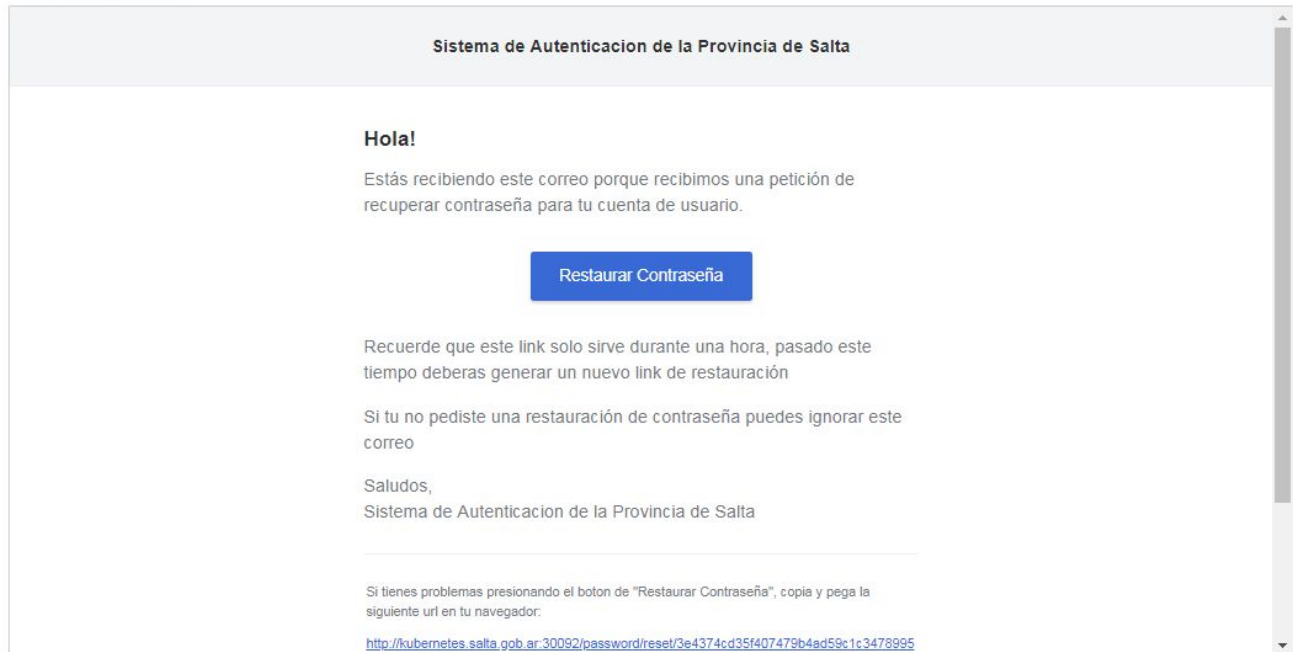 Sistema de Autenticacion de la Provincia de Salta
Hola!
Estás recibiendo este correo porque recibimos una petición de
recuperar contraseña para tu cuenta de usuario.
Restaurar Contraseña
Recuerde que este link solo sirve durante una hora, pasado este
tiempo deberas generar un nuevo link de restauración
Si tu no pediste una restauración de contraseña puedes ignorar este
correo
Saludos,
Sistema de Autenticacion de la Provincia de Salta
Si tienes problemas presionando el boton de "Restaurar Contraseña", copia y pega la
siguiente url en tu navegador:
http://kubernetes.salta.gob.ar:30092/password/reset/3e4374cd35f407479b4ad59c1c3478995